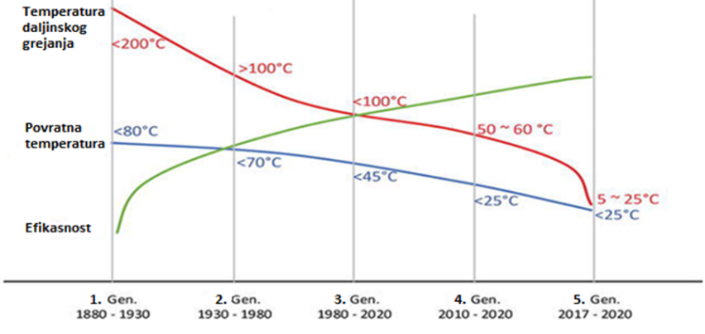 Temperatura
daljinskog
grejanja
<200°C
>100°C
<100°C
50 ~ 60 °C
5 ~ 25°C
Povratna
temperatura
<80°C
<70°C
<45°C
<25°C
<25°C
Efikasnost
1. Gen.
1880 - 1930
2. Gen.
1930 - 1980
3. Gen.
1980 - 2020
4. Gen.
2010 - 2020
5. Gen.
2017 - 2020